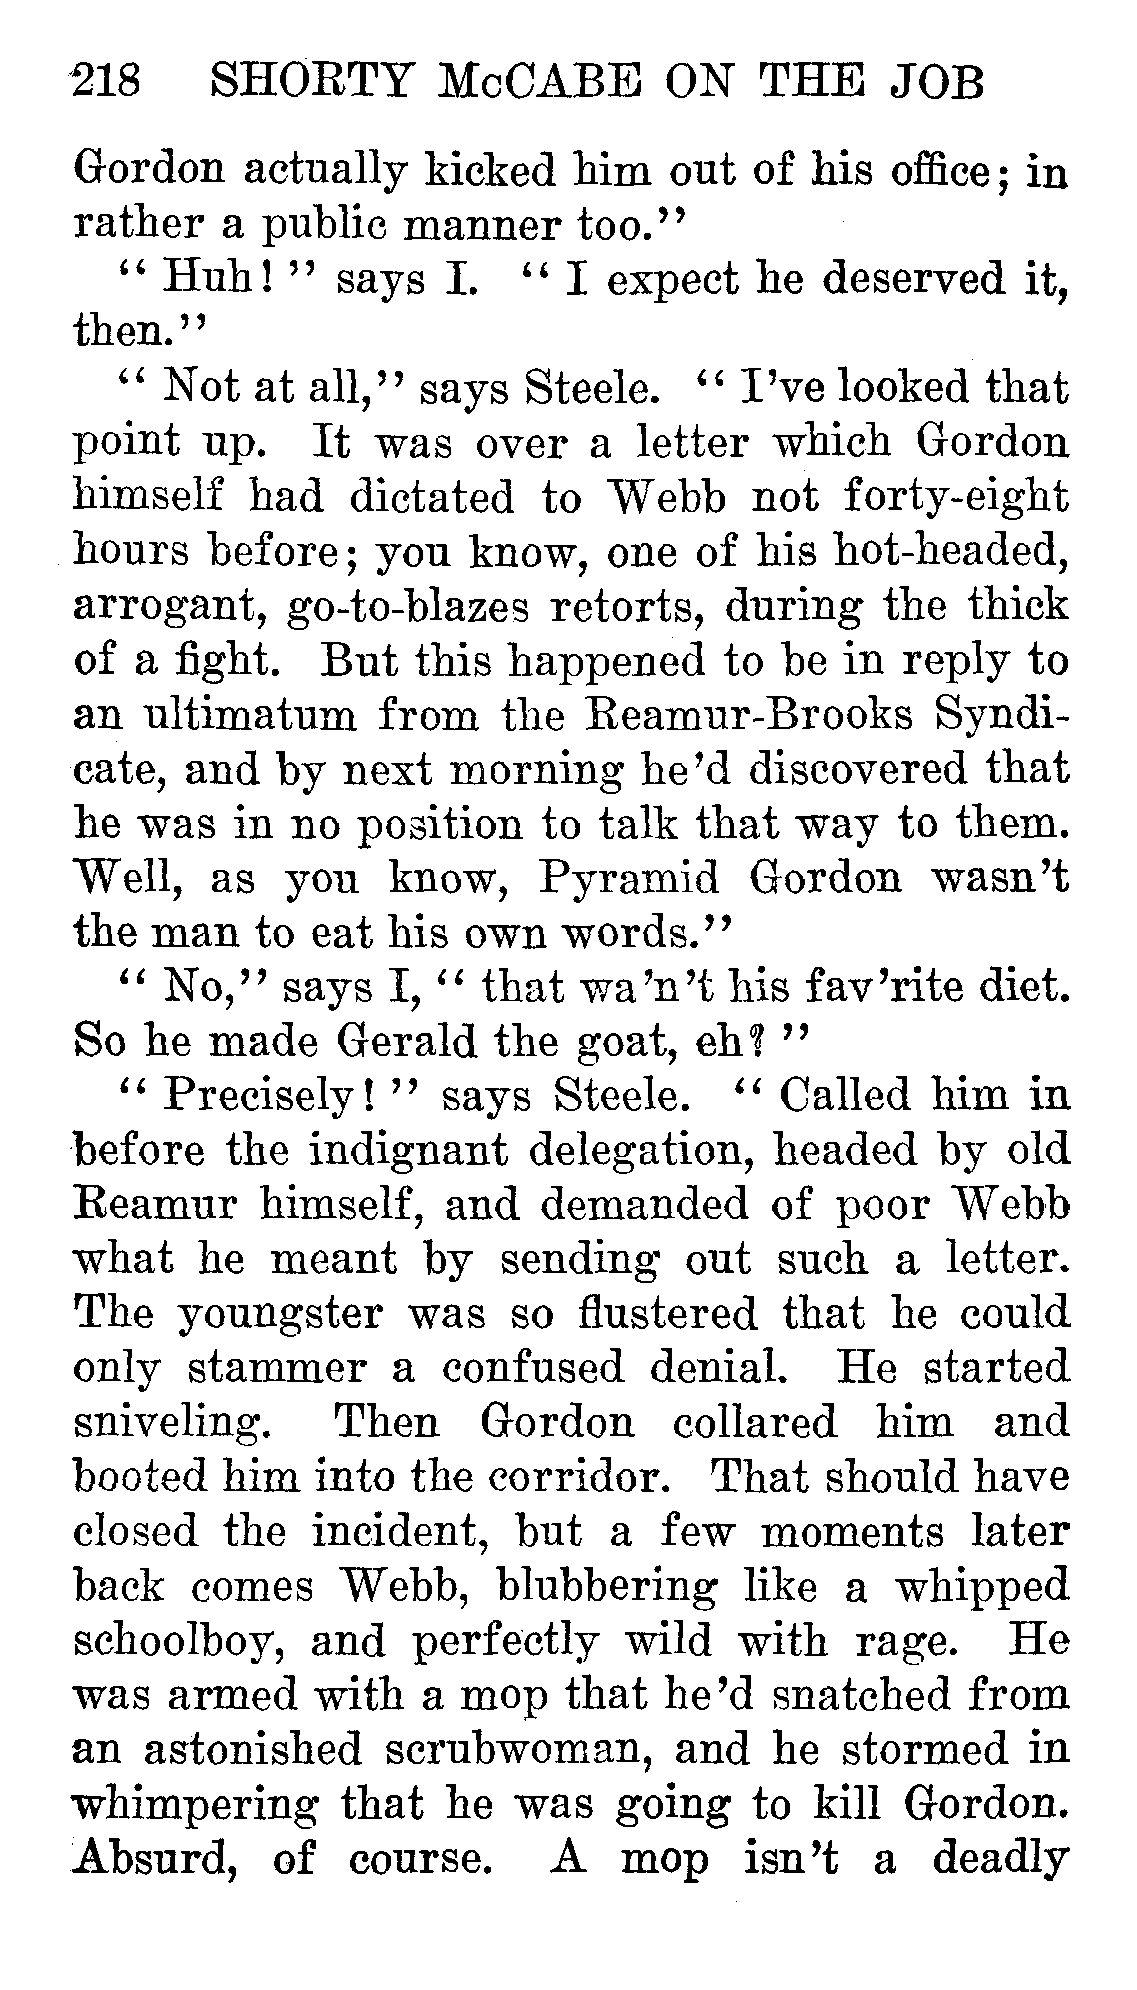 218 SHORTY McCABE ON THE JOB
Gordon actually kicked him out of his office; in
rather a public manner too."
"Huh!" says I. "I expect he deserved it,
then."
"Not at all," says Steele. "I've looked that
point up. It was over a letter which Gordon
himself had dictated to Webb not forty-eight
hours before; you know, one of his hot-headed,
arrogant, go-to-blazes retorts, during the thick
of a fight. But this happened to be in reply to
an ultimatum from the Reamur-Brooks Syndi-
cate, and by next morning he'd discovered that
he was in no position to talk that way to them.
Well, as you know, Pyramid Gordon wasn't
the man to eat his own words."
"No," says I, "that wa'n't his fav'rite diet.
So he made Gerald the goat, eh?"
"Precisely!" says Steele. "Called him in
before the indignant delegation, headed by old
Reamur himself, and demanded of poor Webb
what he meant by sending out such a letter.
The youngster was so flustered that he could
only stammer a confused denial. He started
sniveling. Then Gordon collared him and
booted him into the corridor. That should have
closed the incident, but a few moments later
back comes Webb, blubbering like a whipped
schoolboy, and perfectly wild with rage. He
was armed with a mop that he'd snatched from
an astonished scrubwoman, and he stormed in
whimpering that he was going to kill Gordon.
Absurd, of course. A mop isn't a deadly